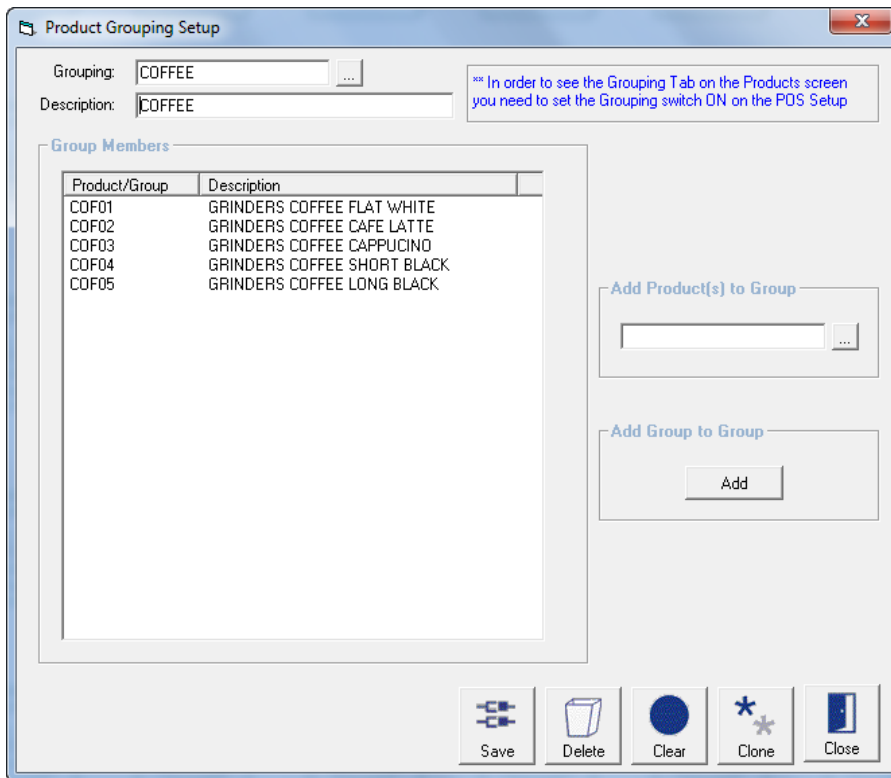 Product Grouping Setup
Grouping: COFFEE ...
Description: COFFEE
** In order to see the Grouping Tab on the Products screen
you need to set the Grouping switch ON on the POS Setup
Group Members
Product/Group Description
COF01 GRINDERS COFFEE FLAT WHITE
COF02 GRINDERS COFFEE CAFE LATTE
COF03 GRINDERS COFFEE CAPPUCINO
COF04 GRINDERS COFFEE SHORT BLACK
COF05 GRINDERS COFFEE LONG BLACK
Add Product(s) to Group
...
Add Group to Group
Add
Save Delete Clear Clone Close